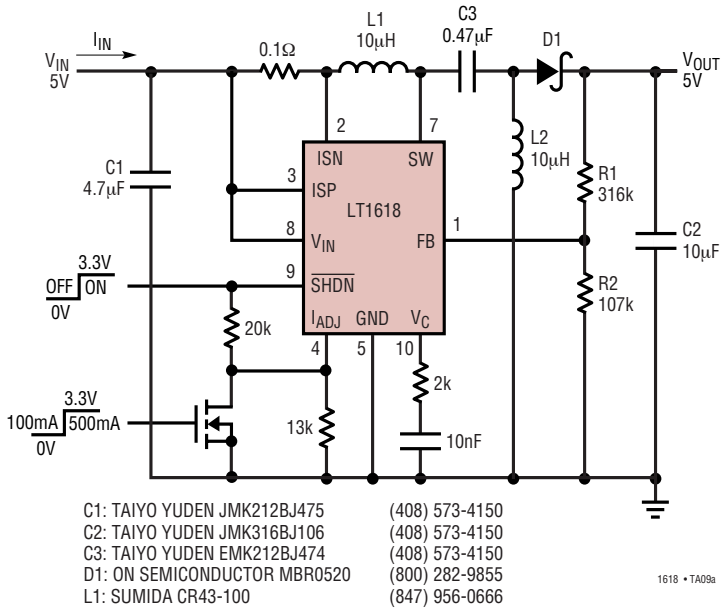 I_IN
V_IN
5V
0.1Ω
L1
10µH
C3
0.47µF
D1
V_OUT
5V
C1
4.7µF
2
7
ISN
SW
3
ISP
LT1618
8
V_IN
1
FB
L2
10µH
R1
316k
C2
10µF
R2
107k
3.3V
OFF
ON
0V
9
SHDN
20k
I_ADJ
GND
V_C
4
5
10
2k
3.3V
100mA
500mA
0V
13k
10nF
C1: TAIYO YUDEN JMK212BJ475 (408) 573-4150
C2: TAIYO YUDEN JMK316BJ106 (408) 573-4150
C3: TAIYO YUDEN EMK212BJ474 (408) 573-4150
D1: ON SEMICONDUCTOR MBR0520 (800) 282-9855
L1: SUMIDA CR43-100 (847) 956-0666
1618 • TA09a